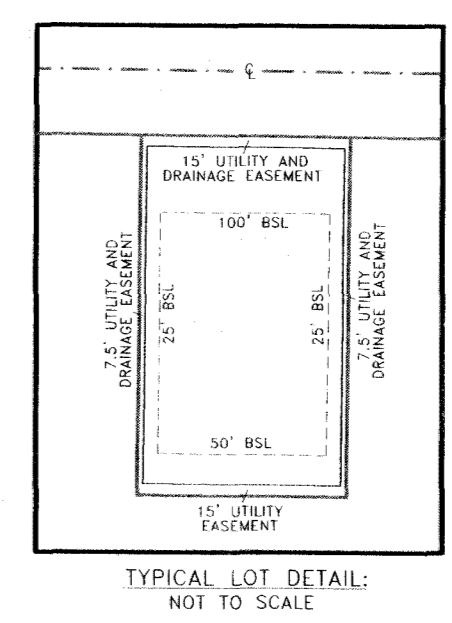 ℄
15' UTILITY AND
DRAINAGE EASEMENT
100' BSL
7.5' UTILITY AND
DRAINAGE EASEMENT
25' BSL
25' BSL
7.5' UTILITY AND
DRAINAGE EASEMENT
50' BSL
15' UTILITY
EASEMENT
TYPICAL LOT DETAIL:
NOT TO SCALE